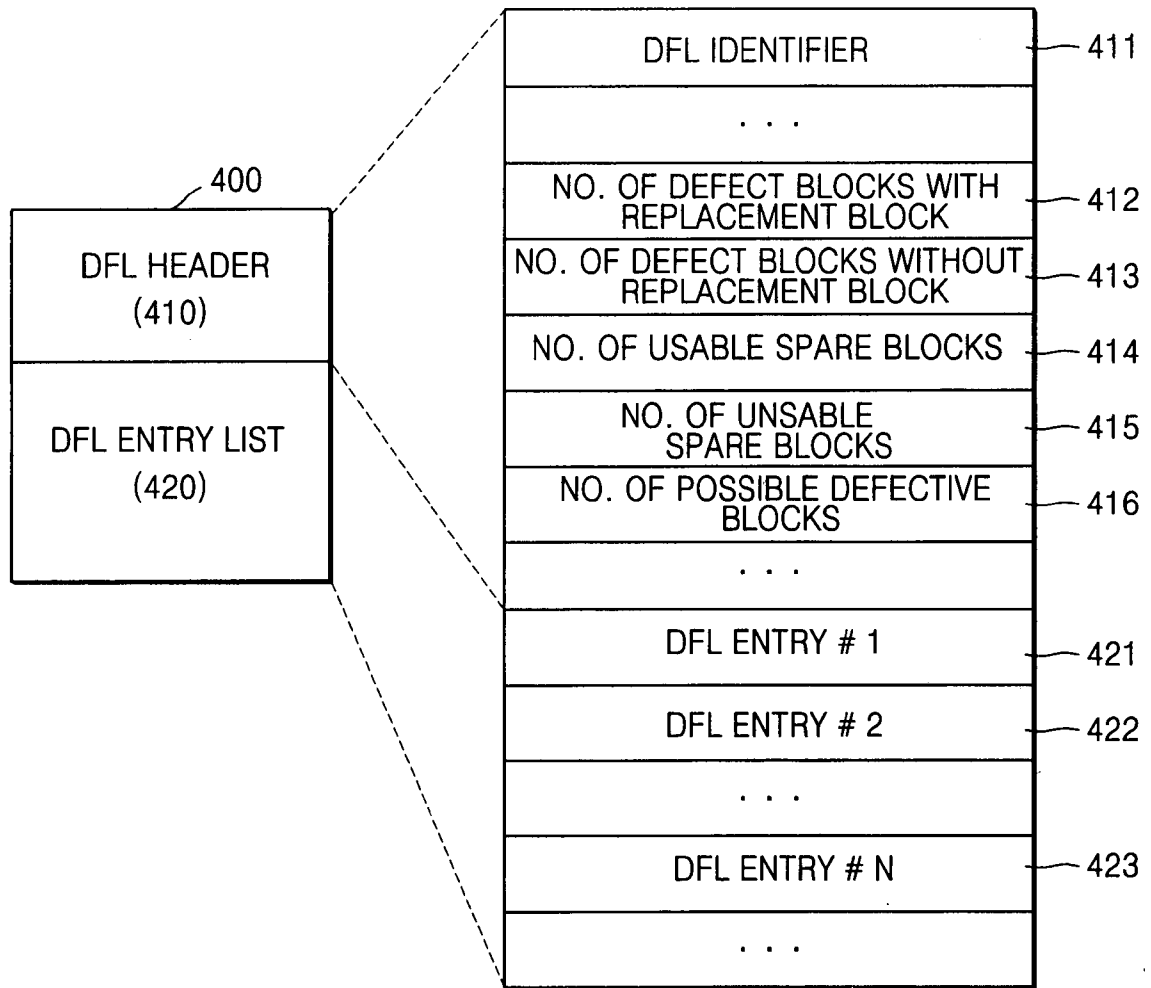 400
DFL HEADER
(410)
DFL ENTRY LIST
(420)
DFL IDENTIFIER
411
. . .
NO. OF DEFECT BLOCKS WITH
REPLACEMENT BLOCK
412
NO. OF DEFECT BLOCKS WITHOUT
REPLACEMENT BLOCK
413
NO. OF USABLE SPARE BLOCKS
414
NO. OF UNSABLE
SPARE BLOCKS
415
NO. OF POSSIBLE DEFECTIVE
BLOCKS
416
. . .
DFL ENTRY # 1
421
DFL ENTRY # 2
422
. . .
DFL ENTRY # N
423
. . .